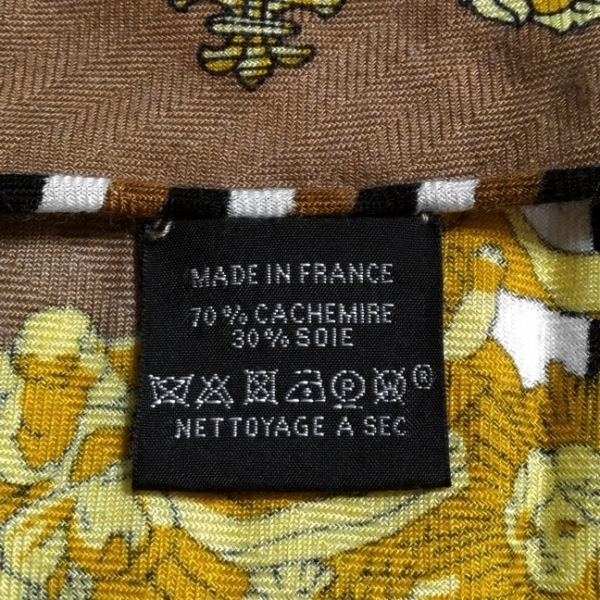 MADE IN FRANCE
70 % CACHEMIRE
30 % SOIE
P W ®
NETTOYAGE A SEC